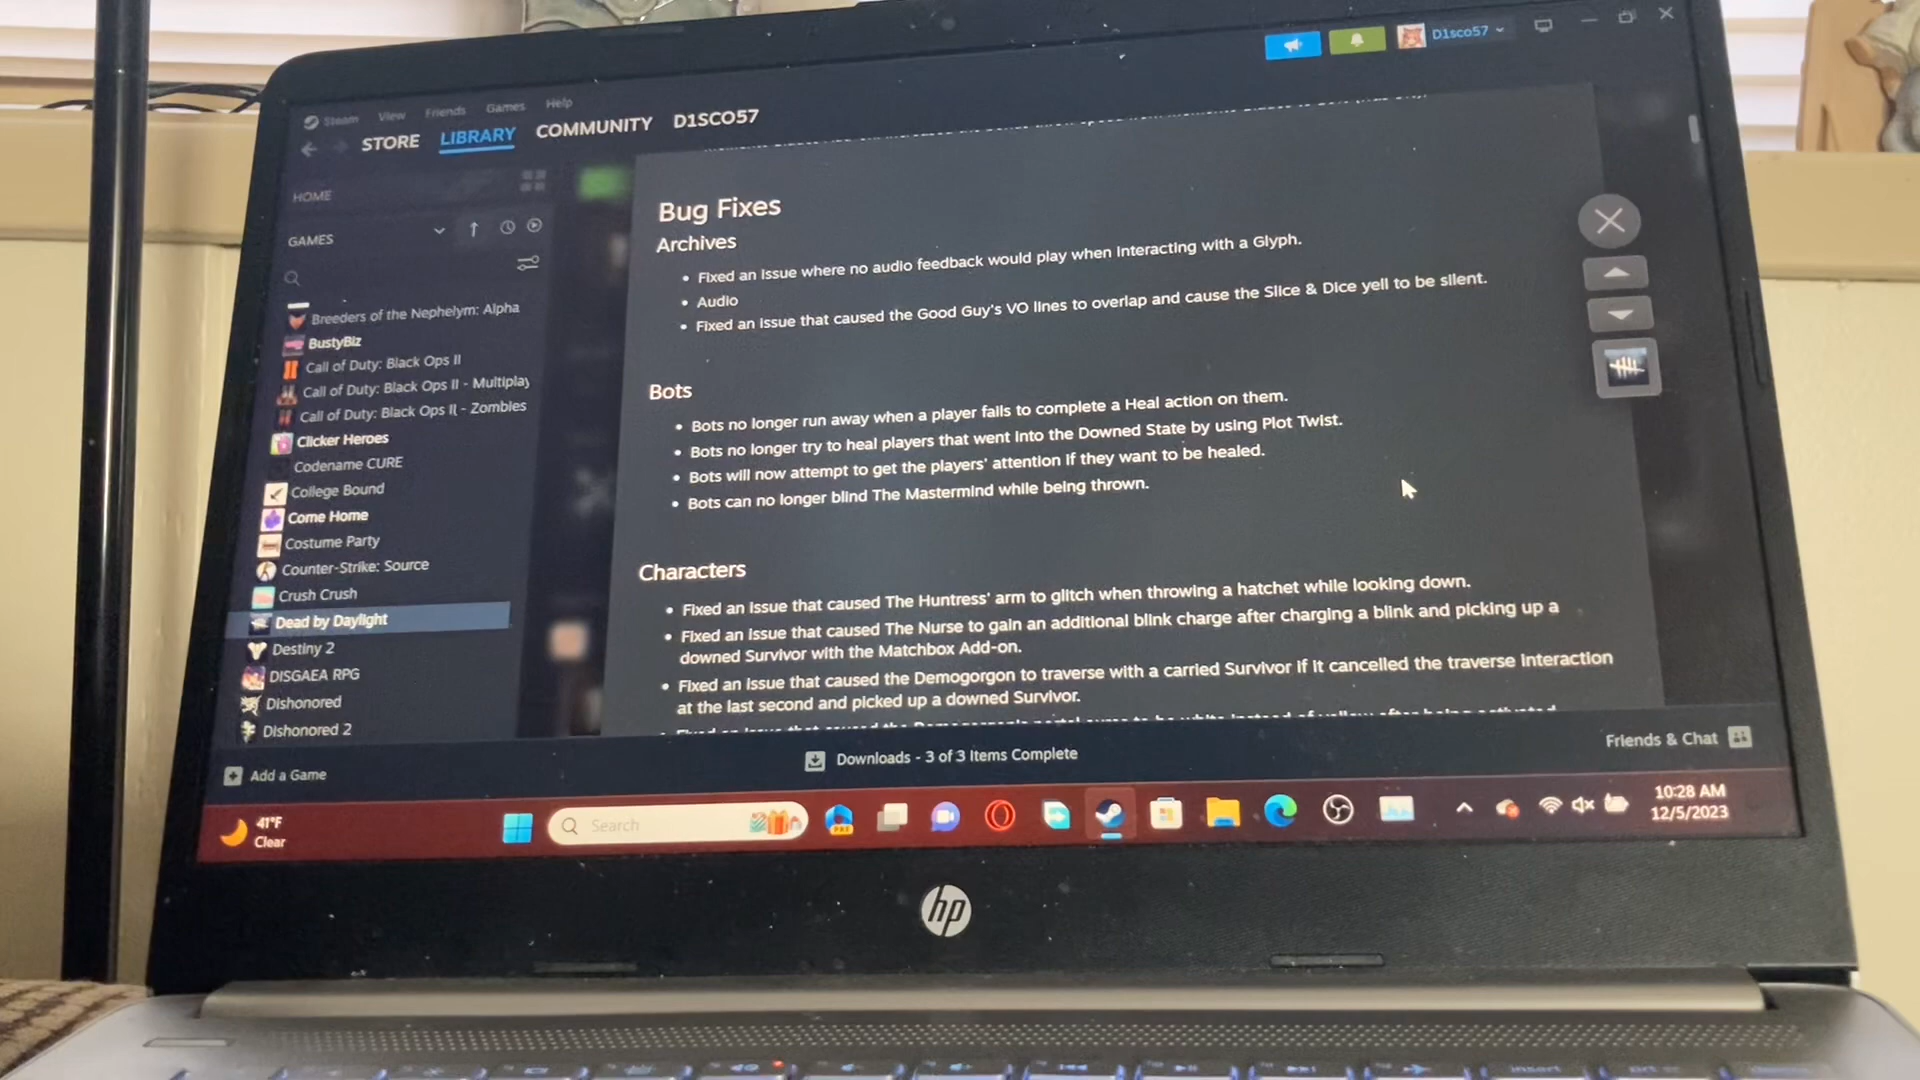 D1sco57
Steam View Friends Games Help
STORE LIBRARY COMMUNITY D1SCO57
HOME
GAMES
Breeders of the Nephelym: Alpha
BustyBiz
Call of Duty: Black Ops II
Call of Duty: Black Ops II - Multiplay
Call of Duty: Black Ops II - Zombies
Clicker Heroes
Codename CURE
College Bound
Come Home
Costume Party
Counter-Strike: Source
Crush Crush
Dead by Daylight
Destiny 2
DISGAEA RPG
Dishonored
Dishonored 2
Add a Game
Bug Fixes
Archives
• Fixed an issue where no audio feedback would play when interacting with a Glyph.
• Audio
• Fixed an issue that caused the Good Guy's VO lines to overlap and cause the Slice & Dice yell to be silent.
Bots
• Bots no longer run away when a player fails to complete a Heal action on them.
• Bots no longer try to heal players that went into the Downed State by using Plot Twist.
• Bots will now attempt to get the players' attention if they want to be healed.
• Bots can no longer blind The Mastermind while being thrown.
Characters
• Fixed an issue that caused The Huntress' arm to glitch when throwing a hatchet while looking down.
• Fixed an issue that caused The Nurse to gain an additional blink charge after charging a blink and picking up a
downed Survivor with the Matchbox Add-on.
• Fixed an issue that caused the Demogorgon to traverse with a carried Survivor if it cancelled the traverse interaction
at the last second and picked up a downed Survivor.
Downloads - 3 of 3 Items Complete
Friends & Chat
41°F
Clear
Search
PRE
10:28 AM
12/5/2023
hp